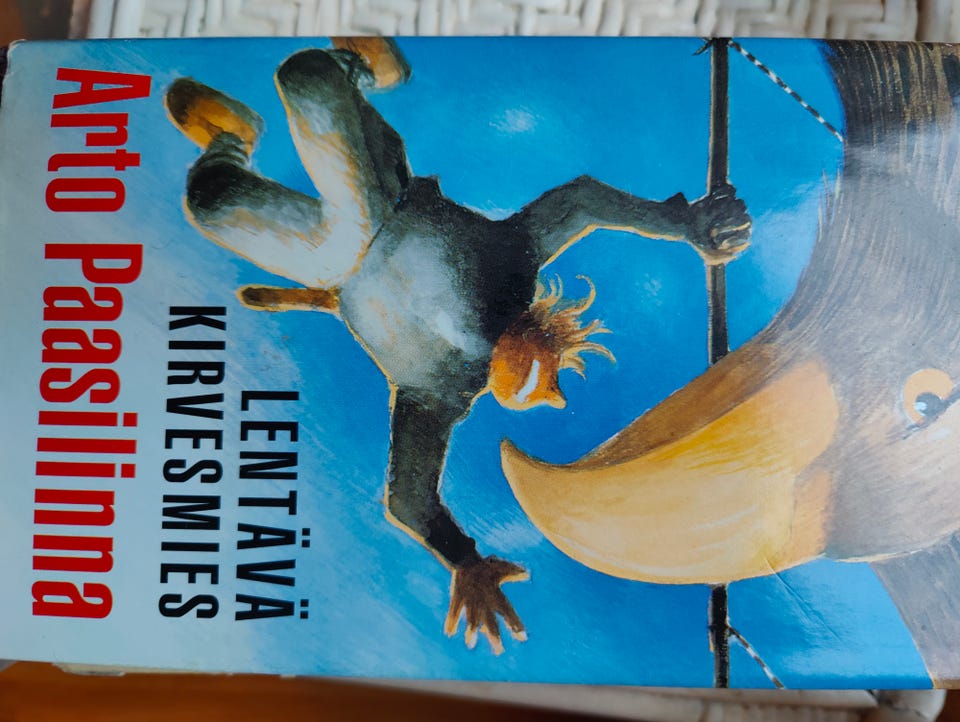 LENTÄVÄ
KIRVESMIES
Arto Paasilinna